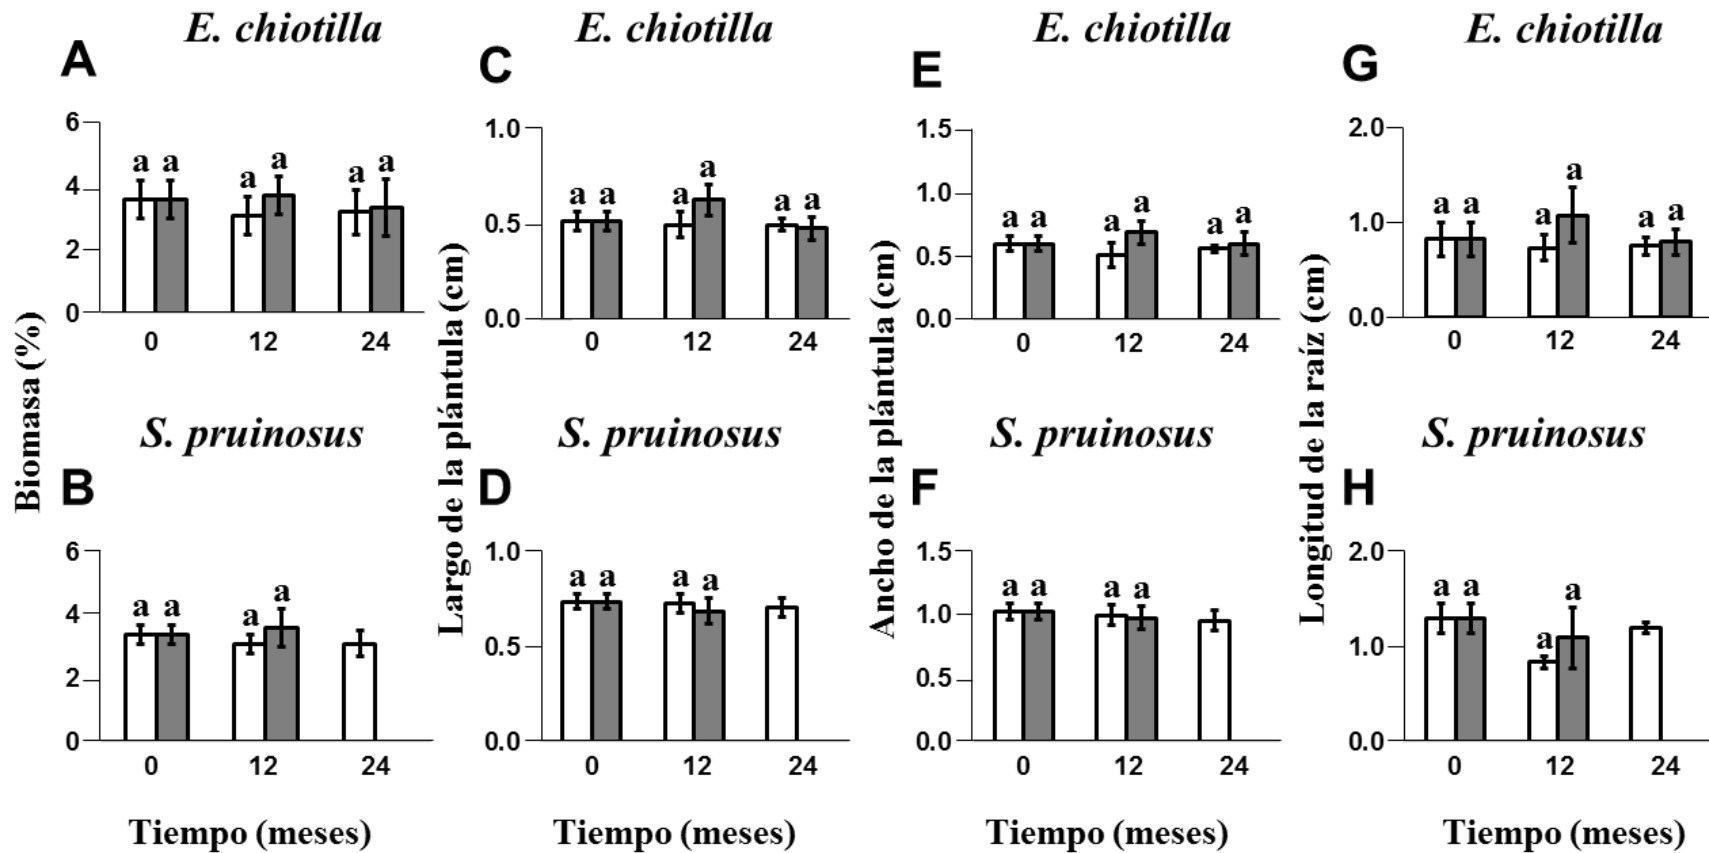 E. chiotilla
E. chiotilla
E. chiotilla
E. chiotilla
A
C
E
G
6
4
2
0
a a
a a
a a
0 12 24
1.0
0.5
0.0
a a
a a
a a
0 12 24
1.5
1.0
0.5
0.0
a a
a a
a a
0 12 24
2.0
1.0
0.0
a a
a a
a a
0 12 24
Biomasa (%)
Largo de la plántula (cm)
Ancho de la plántula (cm)
Longitud de la raíz (cm)
S. pruinosus
S. pruinosus
S. pruinosus
S. pruinosus
B
D
F
H
6
4
2
0
a a
a a
0 12 24
1.0
0.5
0.0
a a
a a
0 12 24
1.5
1.0
0.5
0.0
a a
a a
0 12 24
2.0
1.0
0.0
a a
a a
0 12 24
Tiempo (meses)
Tiempo (meses)
Tiempo (meses)
Tiempo (meses)